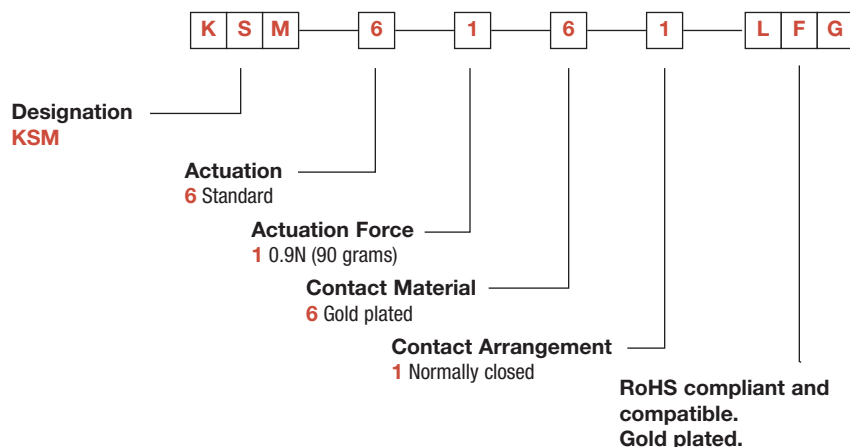 K S M 6 1 6 1 L F G
Designation
KSM
Actuation
6 Standard
Actuation Force
1 0.9N (90 grams)
Contact Material
6 Gold plated
Contact Arrangement
1 Normally closed
RoHS compliant and
compatible.
Gold plated.